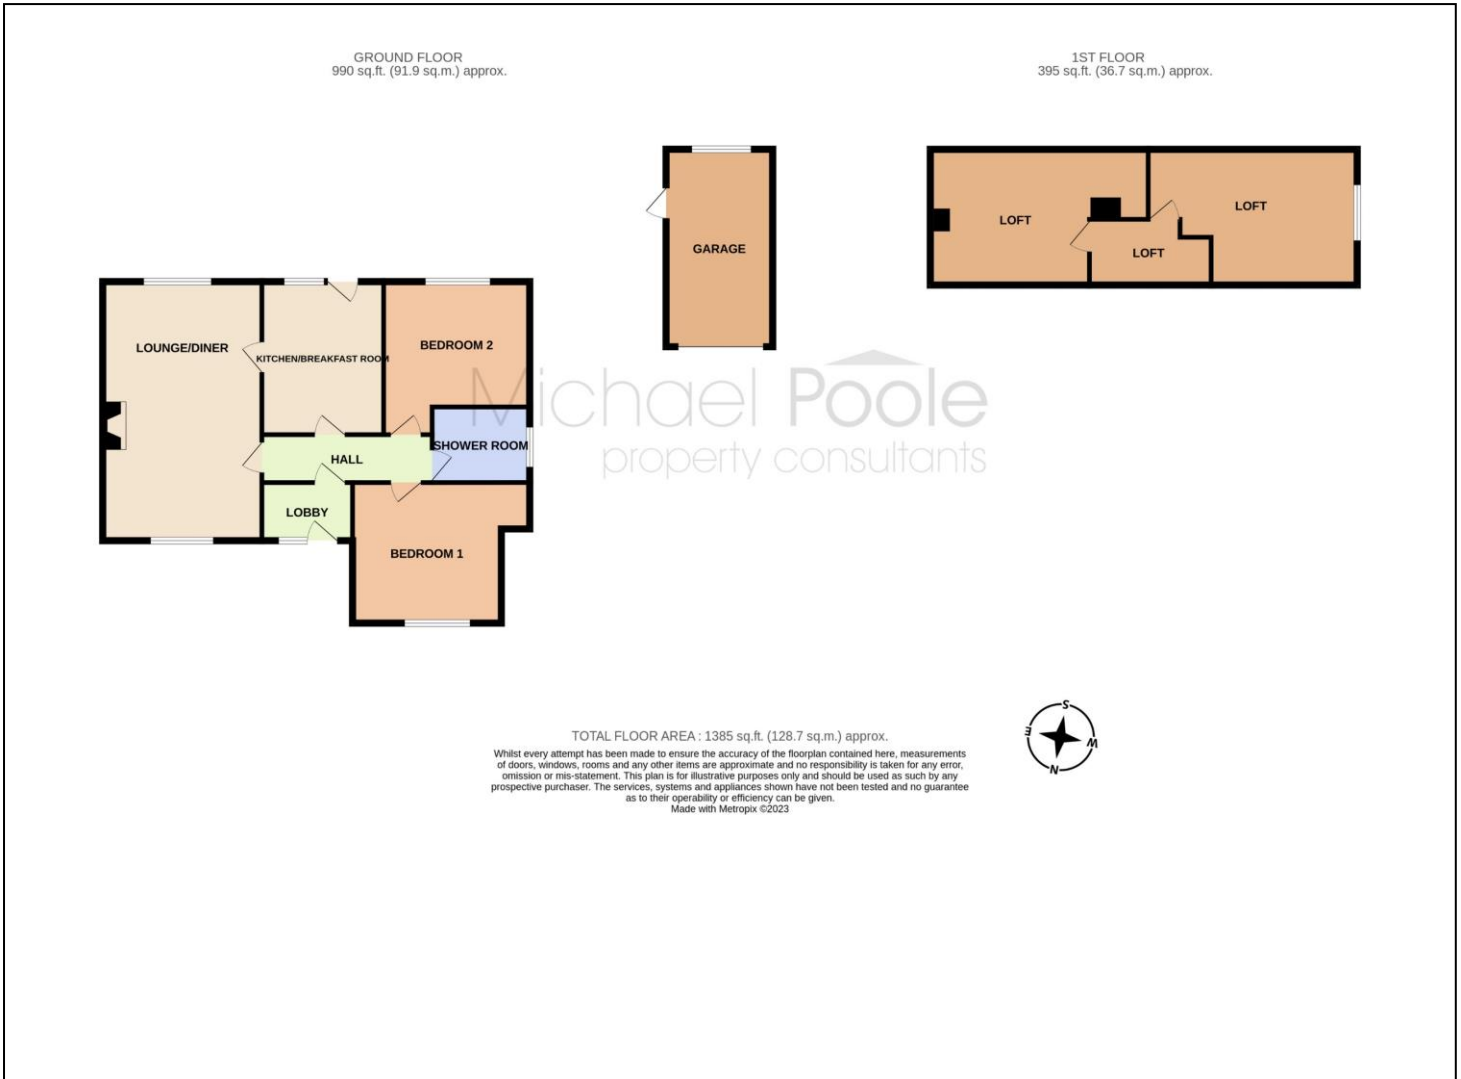 GROUND FLOOR
990 sq.ft. (91.9 sq.m.) approx.
1ST FLOOR
395 sq.ft. (36.7 sq.m.) approx.
GARAGE
LOFT
LOFT
LOFT
LOUNGE/DINER
KITCHEN/BREAKFAST ROOM
BEDROOM 2
SHOWER ROOM
HALL
LOBBY
BEDROOM 1
Michael Poole
property consultants
S
E
W
N
TOTAL FLOOR AREA : 1385 sq.ft. (128.7 sq.m.) approx.
Whilst every attempt has been made to ensure the accuracy of the floorplan contained here, measurements
of doors, windows, rooms and any other items are approximate and no responsibility is taken for any error,
omission or mis-statement. This plan is for illustrative purposes only and should be used as such by any
prospective purchaser. The services, systems and appliances shown have not been tested and no guarantee
as to their operability or efficiency can be given.
Made with Metropix ©2023